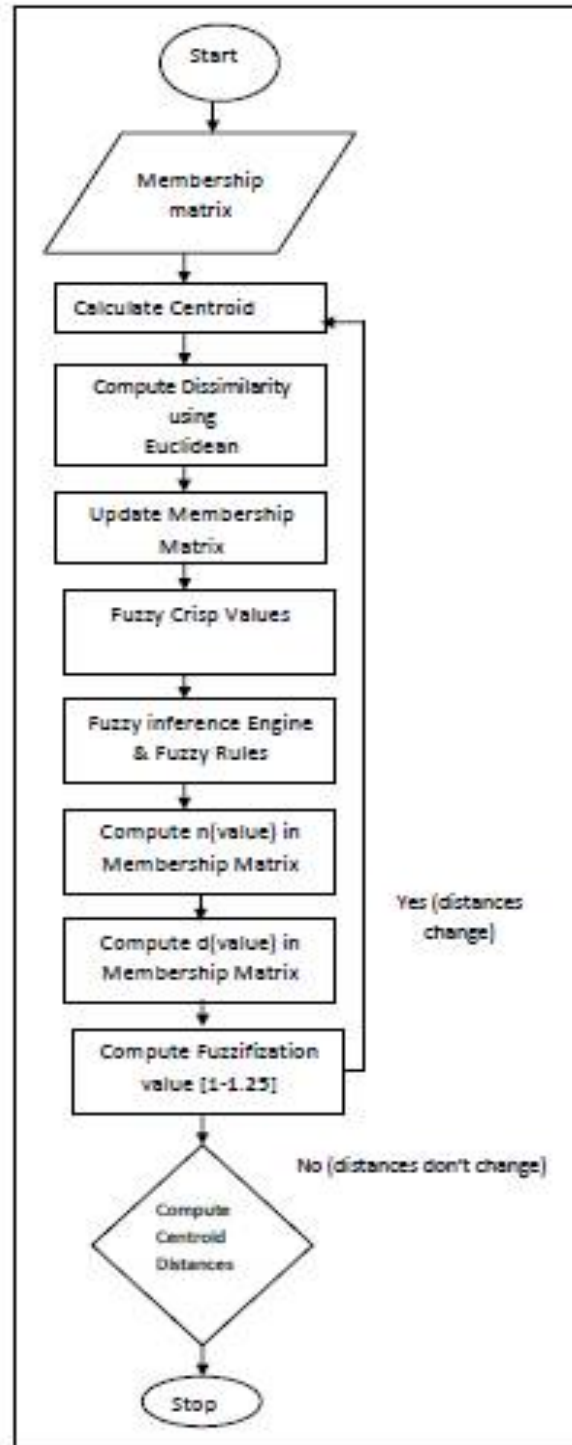 Start
Membership
matrix
Calculate Centroid
Compute Dissimilarity
using
Euclidean
Update Membership
Matrix
Fuzzy Crisp Values
Fuzzy inference Engine
& Fuzzy Rules
Compute n(value) in
Membership Matrix
Compute d(value) in
Membership Matrix
Yes (distances
change)
Compute Fuzzifization
value [1-1.25]
No (distances don't change)
Compute
Centroid
Distances
Stop